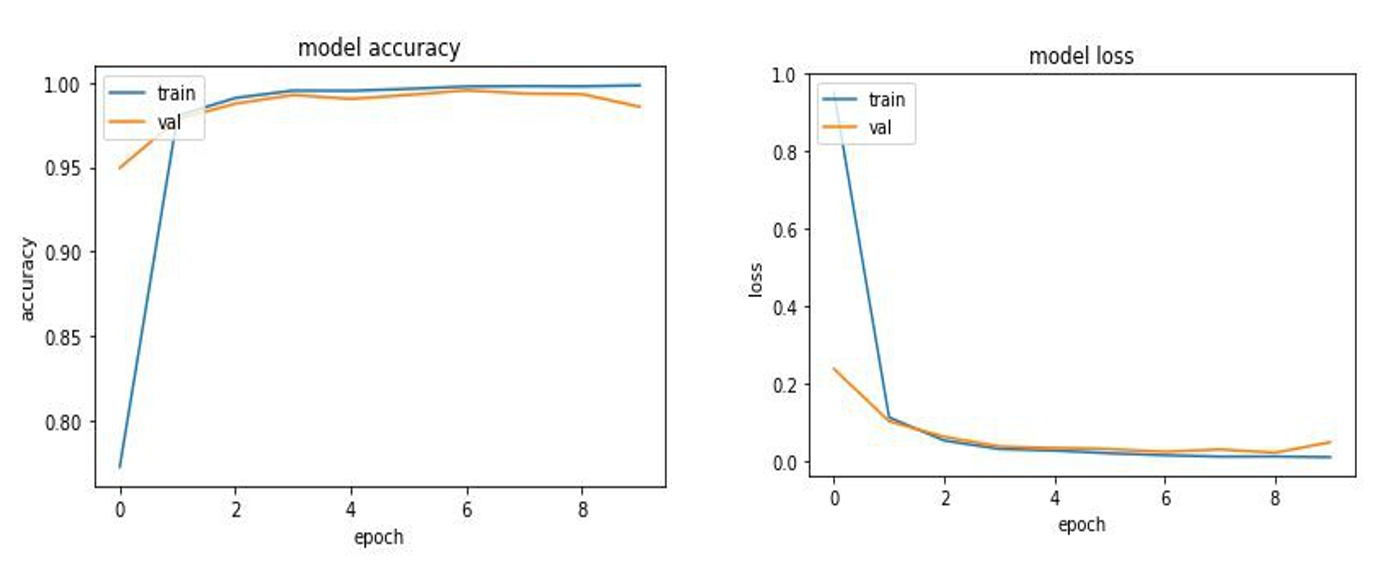 model accuracy
1.00
0.95
0.90
0.85
0.80
accuracy
train
val
0
2
4
6
8
epoch
model loss
1.0
0.8
0.6
0.4
0.2
0.0
loss
train
val
0
2
4
6
8
epoch